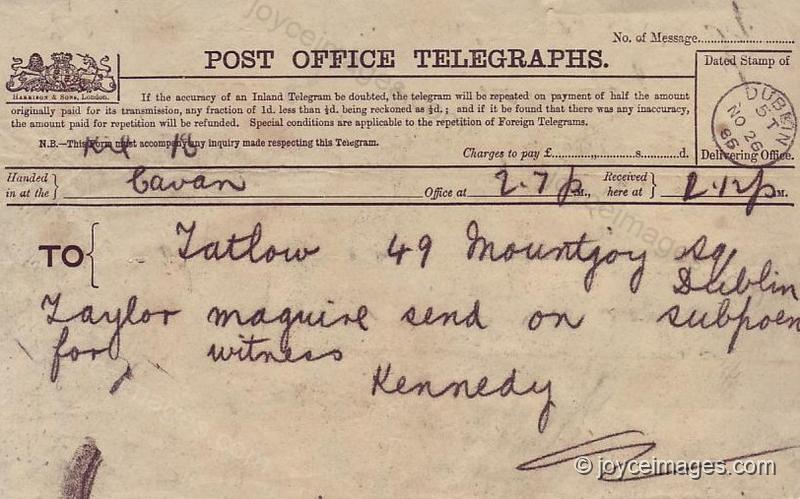 No. of Message
POST OFFICE TELEGRAPHS.
Dated Stamp of
HARRISON & SONS, London.
If the accuracy of an Inland Telegram be doubted, the telegram will be repeated on payment of half the amount
originally paid for its transmission, any fraction of 1d. less than ½d. being reckoned as ½d.; and if it be found that there was any inaccuracy,
the amount paid for repetition will be refunded. Special conditions are applicable to the repetition of Foreign Telegrams.
DUBLIN
5T
NO 26
86
N.B.—This Form must accompany any inquiry made respecting this Telegram.
Charges to pay £ s. d.
Delivering Office.
Handed in at the } Cavan Office at 2.7 p M., Received here at } 2.12 p M.
TO { Tatlow 49 Mountjoy Sq,
Dublin
Taylor maguire send on subpoen
for witness
Kennedy
© joyceimages.com